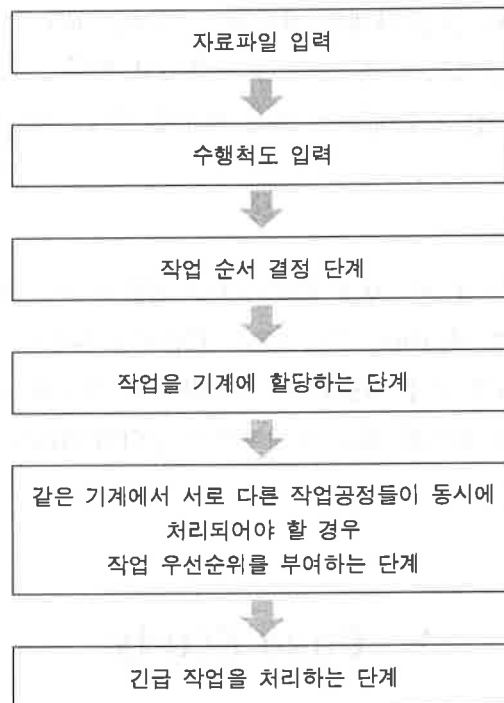 자료파일 입력
수행척도 입력
작업 순서 결정 단계
작업을 기계에 할당하는 단계
같은 기계에서 서로 다른 작업공정들이 동시에
처리되어야 할 경우
작업 우선순위를 부여하는 단계
긴급 작업을 처리하는 단계